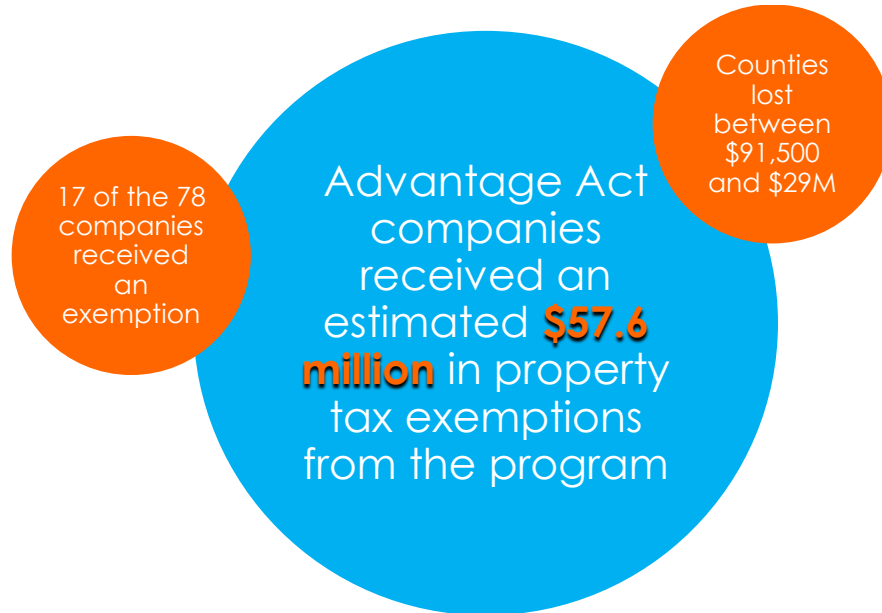 17 of the 78
companies
received
an
exemption
Advantage Act
companies
received an
estimated $57.6
million in property
tax exemptions
from the program
Counties
lost
between
$91,500
and $29M